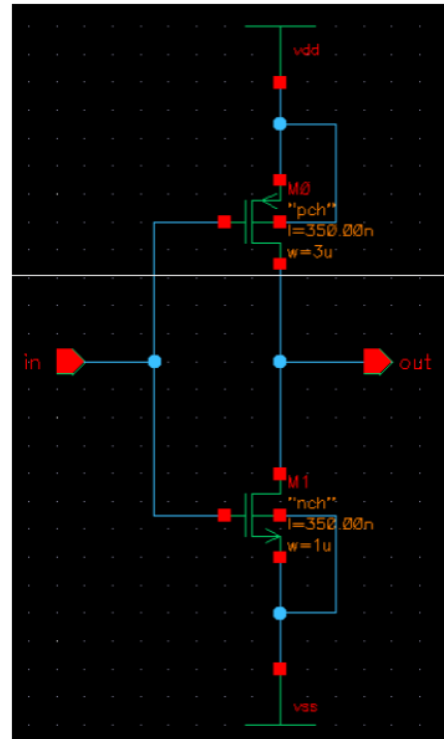 vdd
M0
"pch"
l=350.00n
w=3u
in
out
M1
"nch"
l=350.00n
w=1u
vss